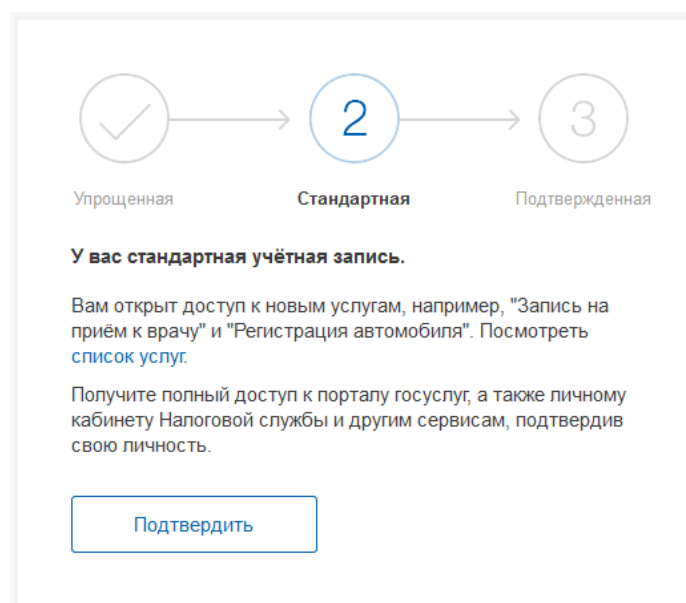 2
3
Упрощенная
Стандартная
Подтвержденная
У вас стандартная учётная запись.
Вам открыт доступ к новым услугам, например, "Запись на
приём к врачу" и "Регистрация автомобиля". Посмотреть
список услуг.
Получите полный доступ к порталу госуслуг, а также личному
кабинету Налоговой службы и другим сервисам, подтвердив
свою личность.
Подтвердить